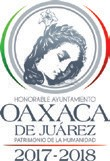 HONORABLE AYUNTAMIENTO
OAXACA
DE JUÁREZ
PATRIMONIO DE LA HUMANIDAD
2017-2018